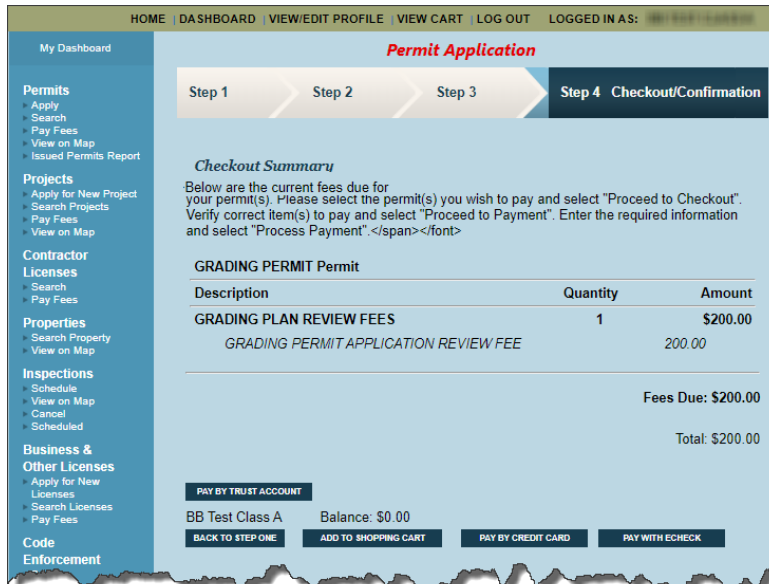 HOME | DASHBOARD | VIEW/EDIT PROFILE | VIEW CART | LOG OUT LOGGED IN AS:
My Dashboard
Permits
Apply
Search
Pay Fees
View on Map
Issued Permits Report
Projects
Apply for New Project
Search Projects
Pay Fees
View on Map
Contractor
Licenses
Search
Pay Fees
Properties
Search Property
View on Map
Inspections
Schedule
View on Map
Cancel
Scheduled
Business &
Other Licenses
Apply for New
Licenses
Search Licenses
Pay Fees
Code
Enforcement
Permit Application
Step 1 Step 2 Step 3 Step 4 Checkout/Confirmation
Checkout Summary
Below are the current fees due for
your permit(s). Please select the permit(s) you wish to pay and select "Proceed to Checkout".
Verify correct item(s) to pay and select "Proceed to Payment". Enter the required information
and select "Process Payment".</span></font>
GRADING PERMIT Permit
Description Quantity Amount
GRADING PLAN REVIEW FEES 1 $200.00
GRADING PERMIT APPLICATION REVIEW FEE 200.00
Fees Due: $200.00
Total: $200.00
PAY BY TRUST ACCOUNT
BB Test Class A Balance: $0.00
BACK TO STEP ONE ADD TO SHOPPING CART PAY BY CREDIT CARD PAY WITH ECHECK